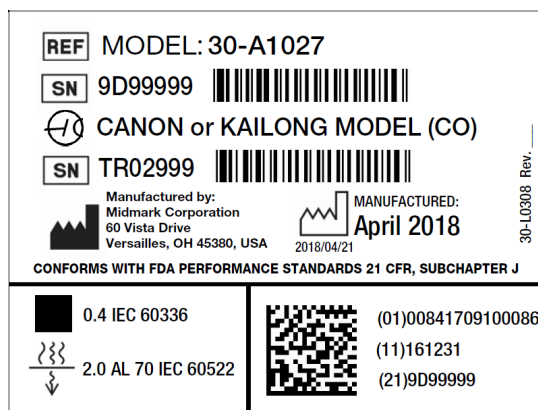 REF MODEL: 30-A1027
SN 9D99999
CANON or KAILONG MODEL (CO)
SN TR02999
Manufactured by:
Midmark Corporation
60 Vista Drive
Versailles, OH 45380, USA
2018/04/21
MANUFACTURED:
April 2018
30-L0308 Rev. ___
CONFORMS WITH FDA PERFORMANCE STANDARDS 21 CFR, SUBCHAPTER J
0.4 IEC 60336
2.0 AL 70 IEC 60522
(01)00841709100086
(11)161231
(21)9D99999